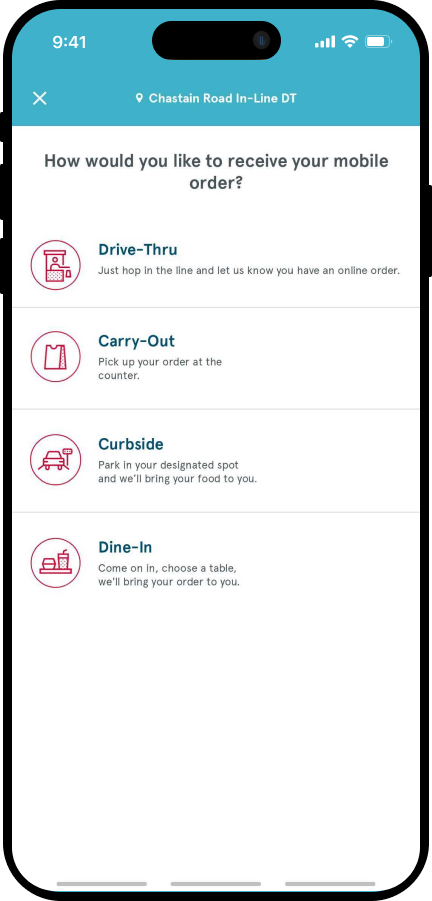 9:41
Chastain Road In-Line DT
How would you like to receive your mobile
order?
Drive-Thru
Just hop in the line and let us know you have an online order.
Carry-Out
Pick up your order at the
counter.
Curbside
Park in your designated spot
and we'll bring your food to you.
Dine-In
Come on in, choose a table,
we'll bring your order to you.